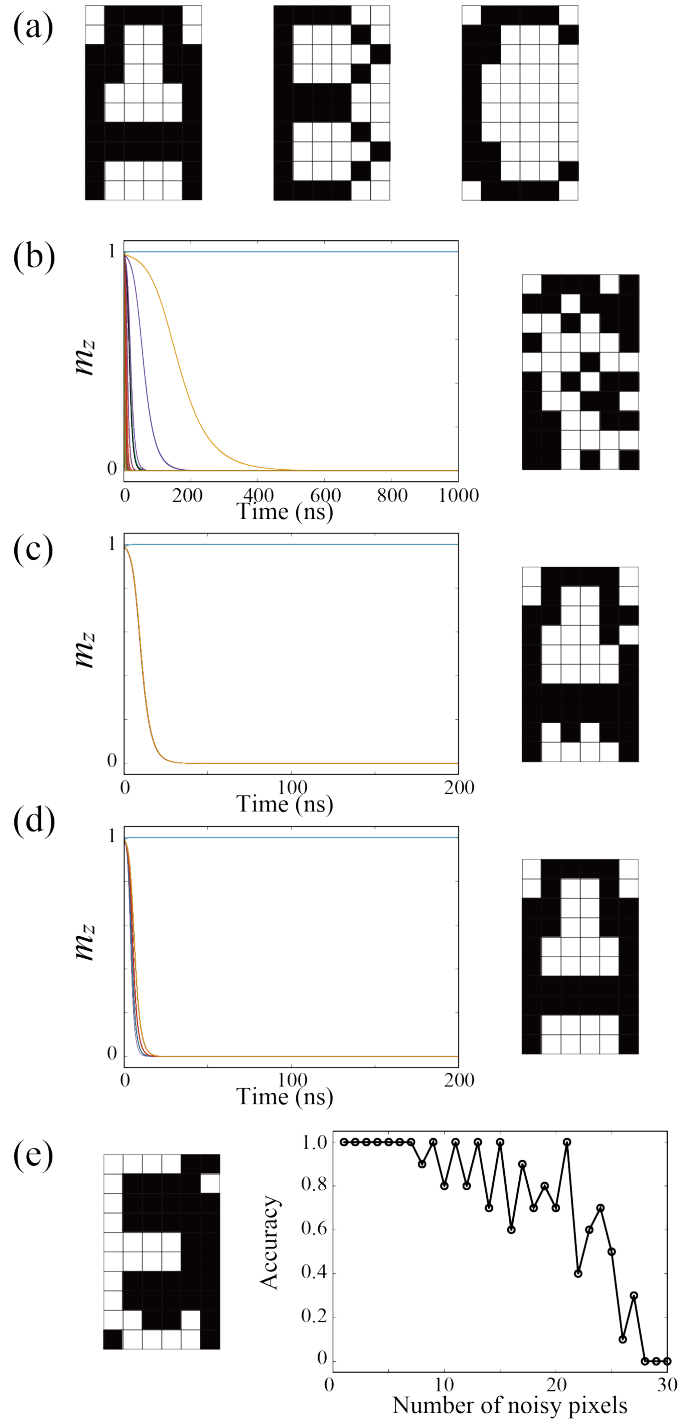 (a)
(b)
1
m_z
0
0 200 400 600 800 1000
Time (ns)
(c)
1
m_z
0
0 100 200
Time (ns)
(d)
1
m_z
0
0 100 200
Time (ns)
(e)
1.0
0.8
0.6
0.4
0.2
0
Accuracy
0 10 20 30
Number of noisy pixels